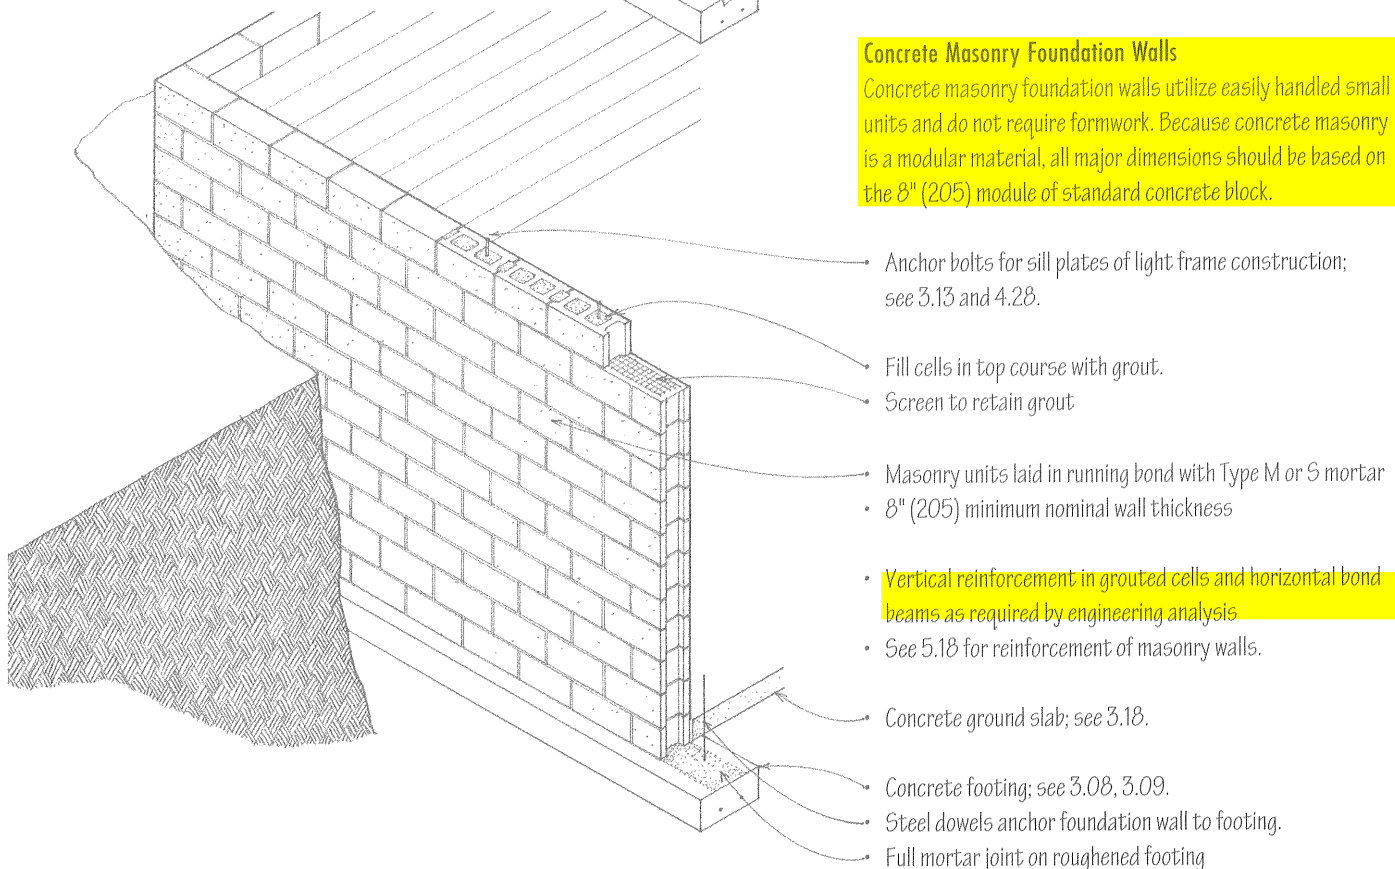 Concrete Masonry Foundation Walls
Concrete masonry foundation walls utilize easily handled small
units and do not require formwork. Because concrete masonry
is a modular material, all major dimensions should be based on
the 8" (205) module of standard concrete block.
• Anchor bolts for sill plates of light frame construction;
see 3.13 and 4.28.
• Fill cells in top course with grout.
• Screen to retain grout
• Masonry units laid in running bond with Type M or S mortar
• 8" (205) minimum nominal wall thickness
• Vertical reinforcement in grouted cells and horizontal bond
beams as required by engineering analysis
• See 5.18 for reinforcement of masonry walls.
• Concrete ground slab; see 3.18.
• Concrete footing; see 3.08, 3.09.
• Steel dowels anchor foundation wall to footing.
• Full mortar joint on roughened footing